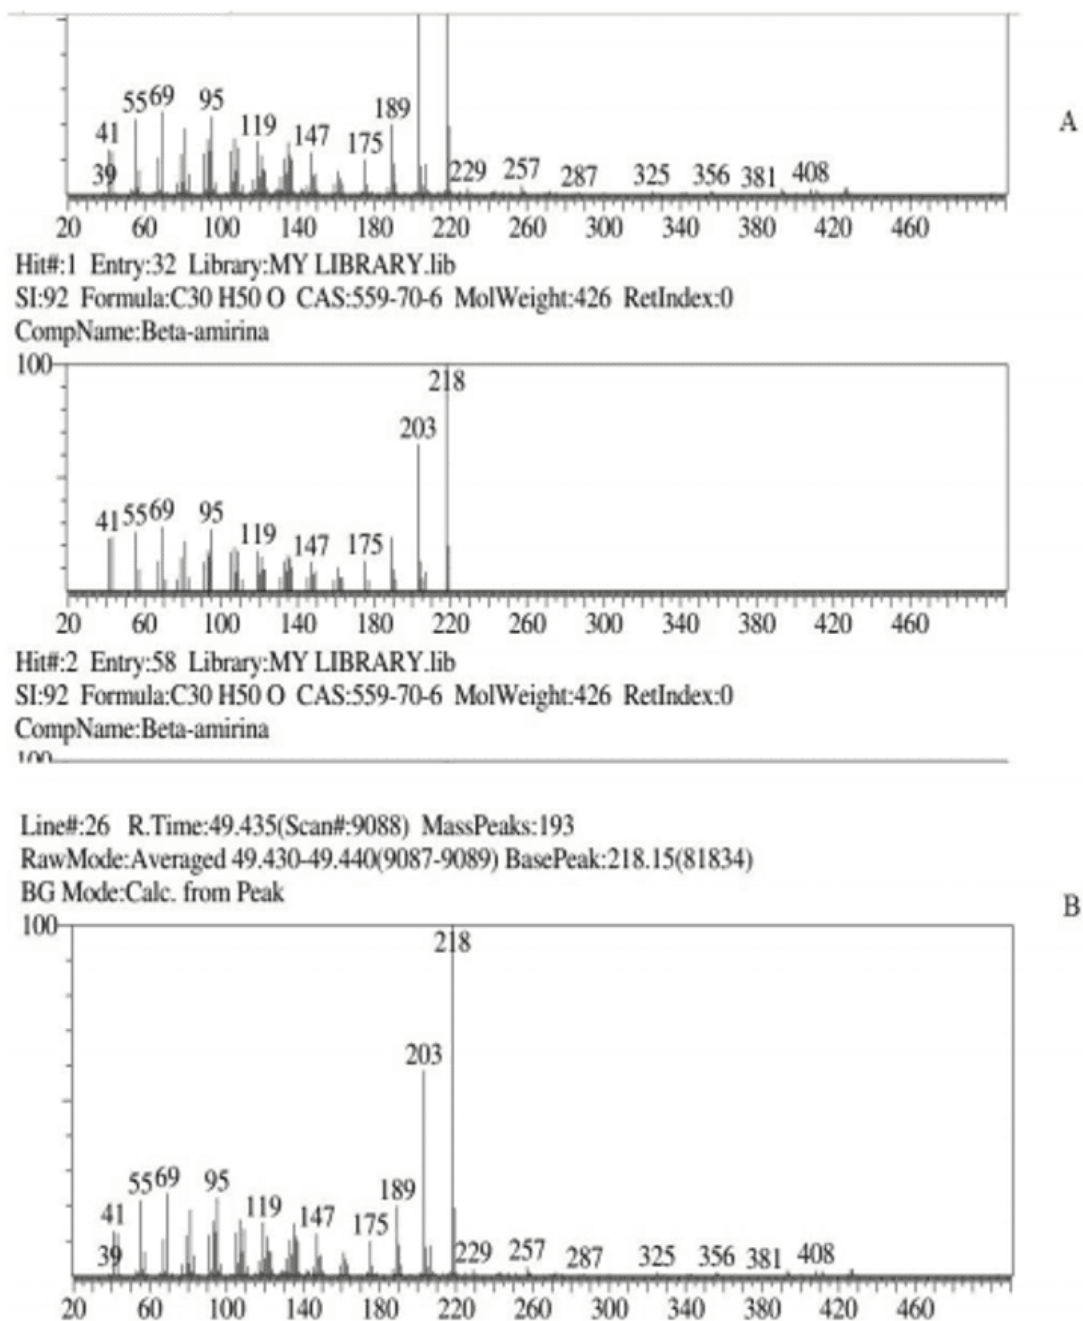 189
5569 95
41 119 147 175
39 229 257 287 325 356 381 408
A
20 60 100 140 180 220 260 300 340 380 420 460
Hit#:1 Entry:32 Library:MY LIBRARY.lib
SI:92 Formula:C30 H50 O CAS:559-70-6 MolWeight:426 RetIndex:0
CompName:Beta-amirina
100
218
203
41 5569 95 119 147 175
20 60 100 140 180 220 260 300 340 380 420 460
Hit#:2 Entry:58 Library:MY LIBRARY.lib
SI:92 Formula:C30 H50 O CAS:559-70-6 MolWeight:426 RetIndex:0
CompName:Beta-amirina
100
Line#:26 R.Time:49.435(Scan#:9088) MassPeaks:193
RawMode:Averaged 49.430-49.440(9087-9089) BasePeak:218.15(81834)
BG Mode:Calc. from Peak
B
100
218
203
5569 95 189
41 119 147 175
39 229 257 287 325 356 381 408
20 60 100 140 180 220 260 300 340 380 420 460